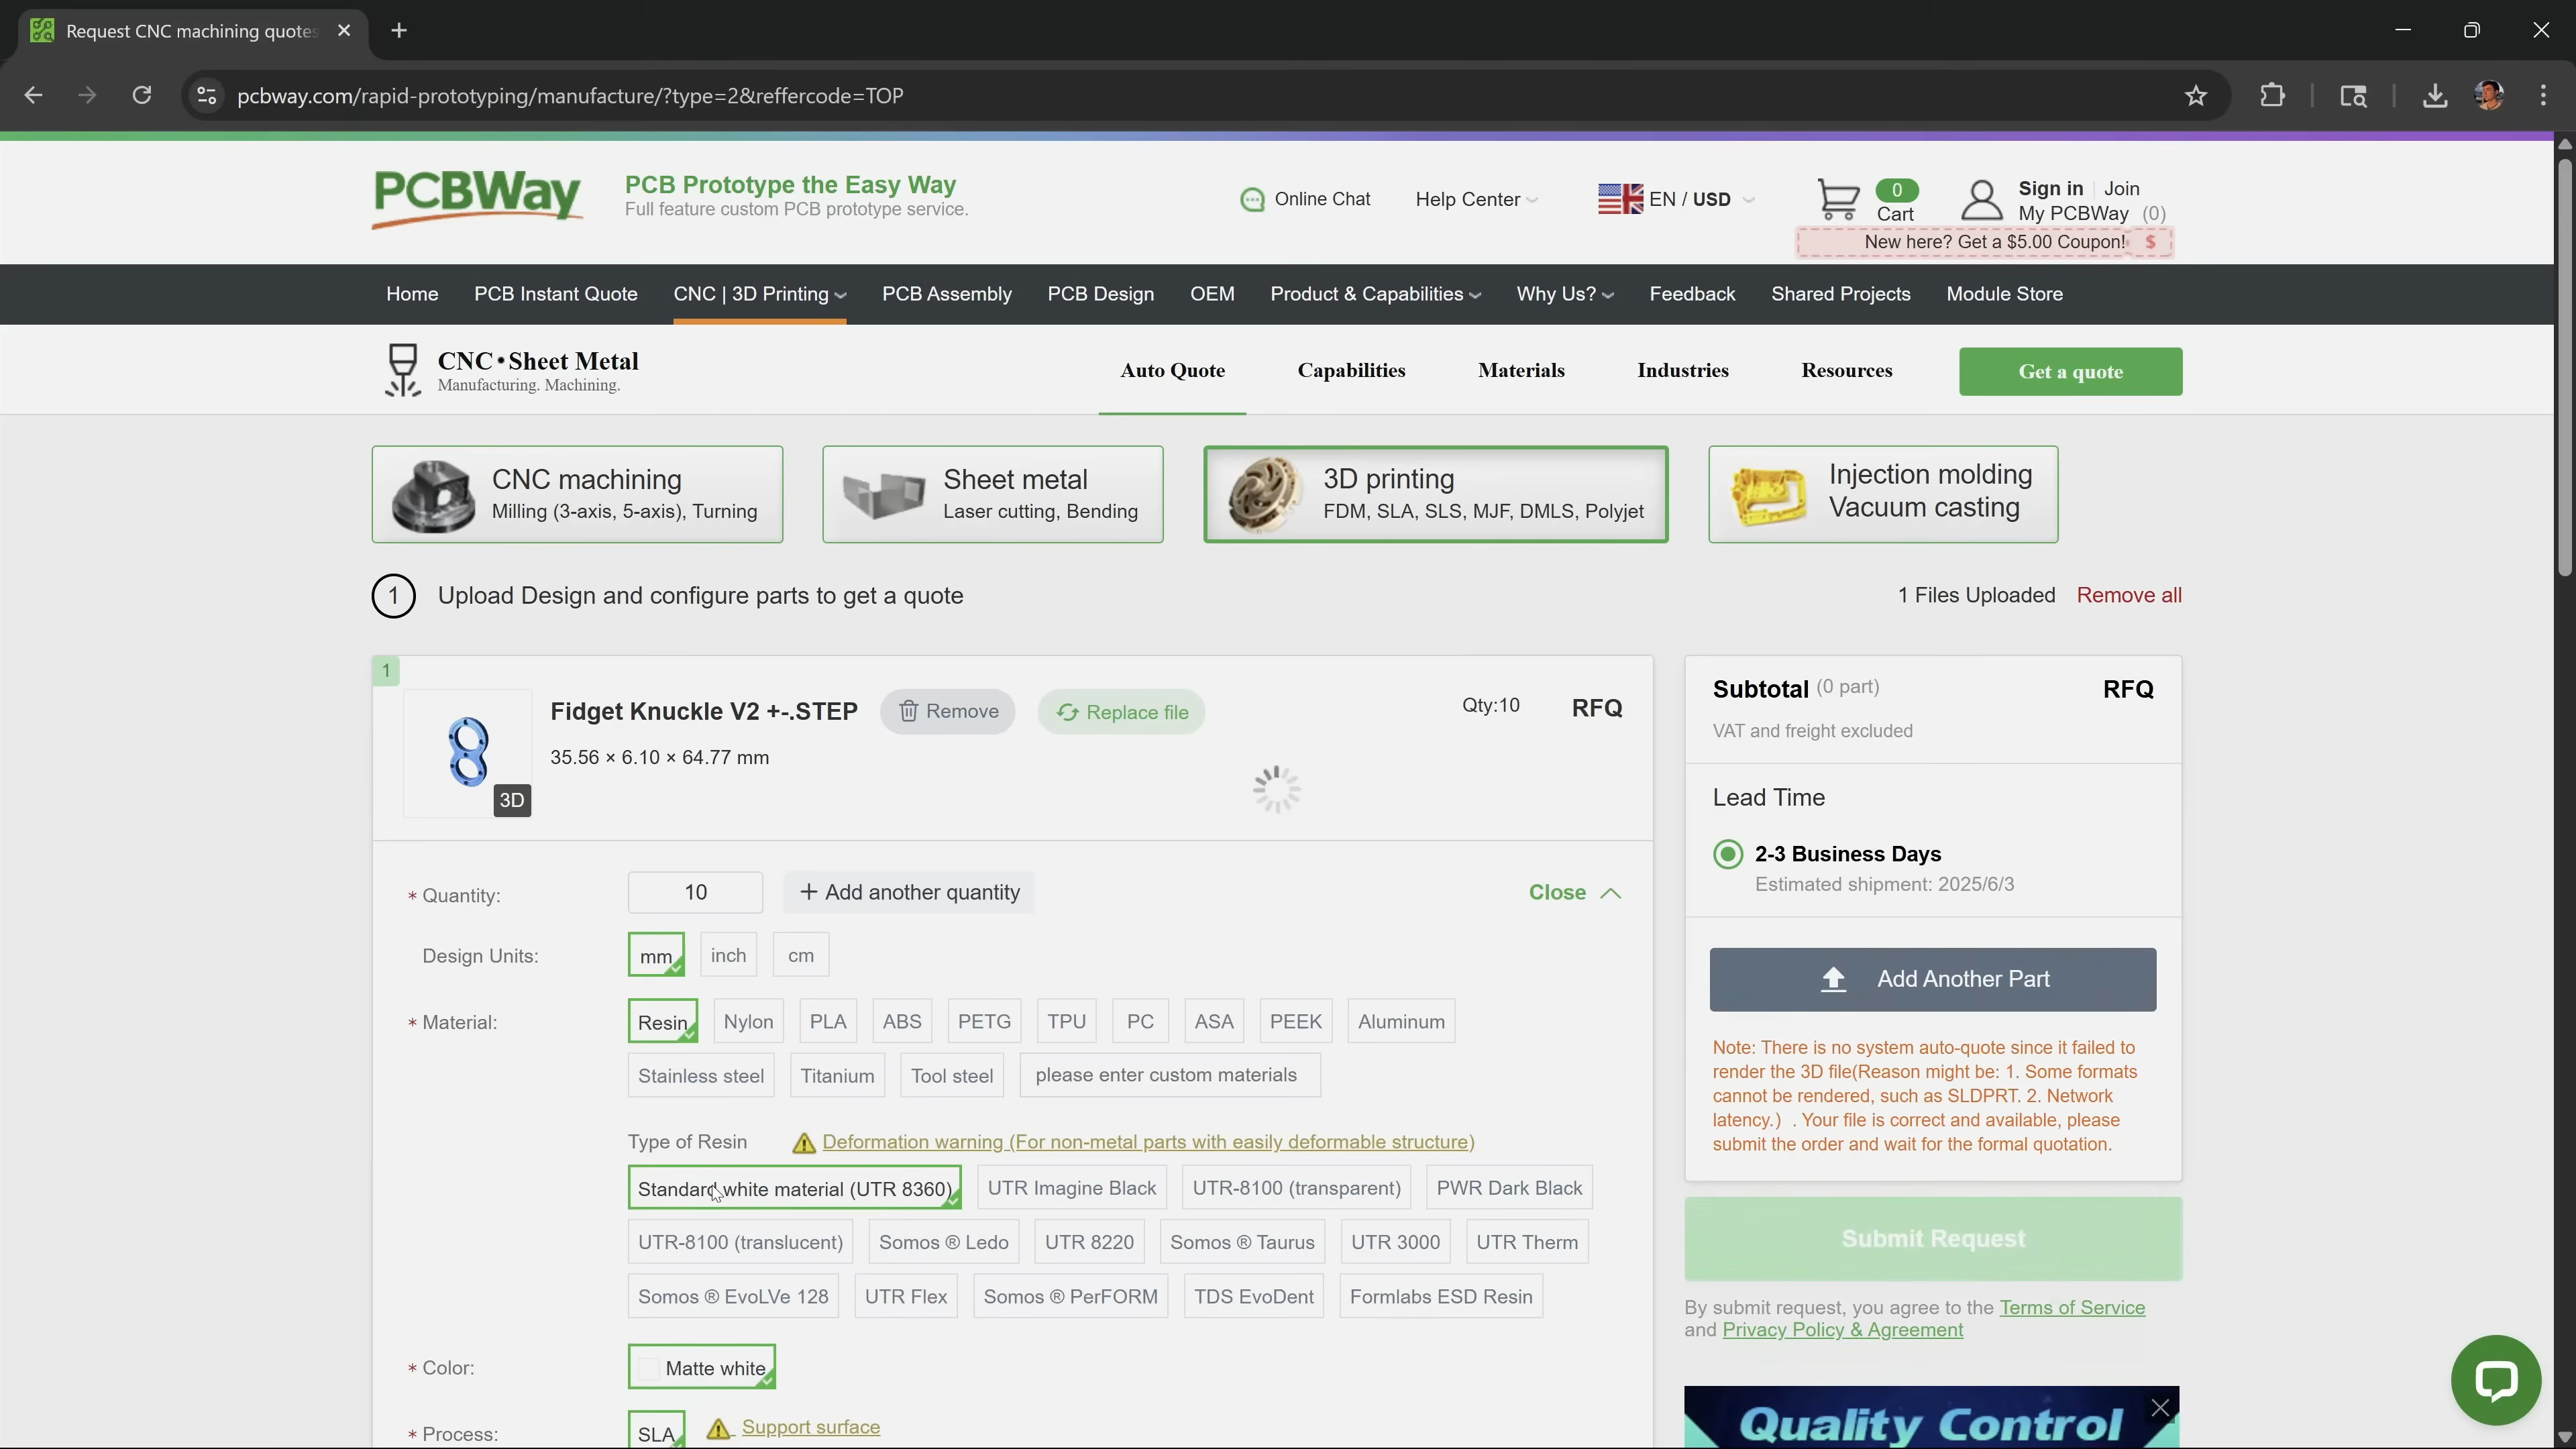 Request CNC machining quotes
pcbway.com/rapid-prototyping/manufacture/?type=2&reffercode=TOP
PCBWay
PCB Prototype the Easy Way
Full feature custom PCB prototype service.
Online Chat
Help Center
EN / USD
0
Cart
Sign in | Join
My PCBWay (0)
New here? Get a $5.00 Coupon! $
Home
PCB Instant Quote
CNC | 3D Printing
PCB Assembly
PCB Design
OEM
Product & Capabilities
Why Us?
Feedback
Shared Projects
Module Store
CNC•Sheet Metal
Manufacturing. Machining.
Auto Quote
Capabilities
Materials
Industries
Resources
Get a quote
CNC machining
Milling (3-axis, 5-axis), Turning
Sheet metal
Laser cutting, Bending
3D printing
FDM, SLA, SLS, MJF, DMLS, Polyjet
Injection molding
Vacuum casting
1 Upload Design and configure parts to get a quote
1 Files Uploaded Remove all
1
3D
Fidget Knuckle V2 +-.STEP
Remove
Replace file
35.56 × 6.10 × 64.77 mm
Qty:10
RFQ
* Quantity:
10
+ Add another quantity
Close
Design Units:
mm
inch
cm
* Material:
Resin
Nylon
PLA
ABS
PETG
TPU
PC
ASA
PEEK
Aluminum
Stainless steel
Titanium
Tool steel
please enter custom materials
Type of Resin
Deformation warning (For non-metal parts with easily deformable structure)
Standard white material (UTR 8360)
UTR Imagine Black
UTR-8100 (transparent)
PWR Dark Black
UTR-8100 (translucent)
Somos ® Ledo
UTR 8220
Somos ® Taurus
UTR 3000
UTR Therm
Somos ® EvoLVe 128
UTR Flex
Somos ® PerFORM
TDS EvoDent
Formlabs ESD Resin
* Color:
Matte white
* Process:
SLA
Support surface
Subtotal (0 part)
RFQ
VAT and freight excluded
Lead Time
2-3 Business Days
Estimated shipment: 2025/6/3
Add Another Part
Note: There is no system auto-quote since it failed to
render the 3D file(Reason might be: 1. Some formats
cannot be rendered, such as SLDPRT. 2. Network
latency.) . Your file is correct and available, please
submit the order and wait for the formal quotation.
Submit Request
By submit request, you agree to the Terms of Service
and Privacy Policy & Agreement
Quality Control